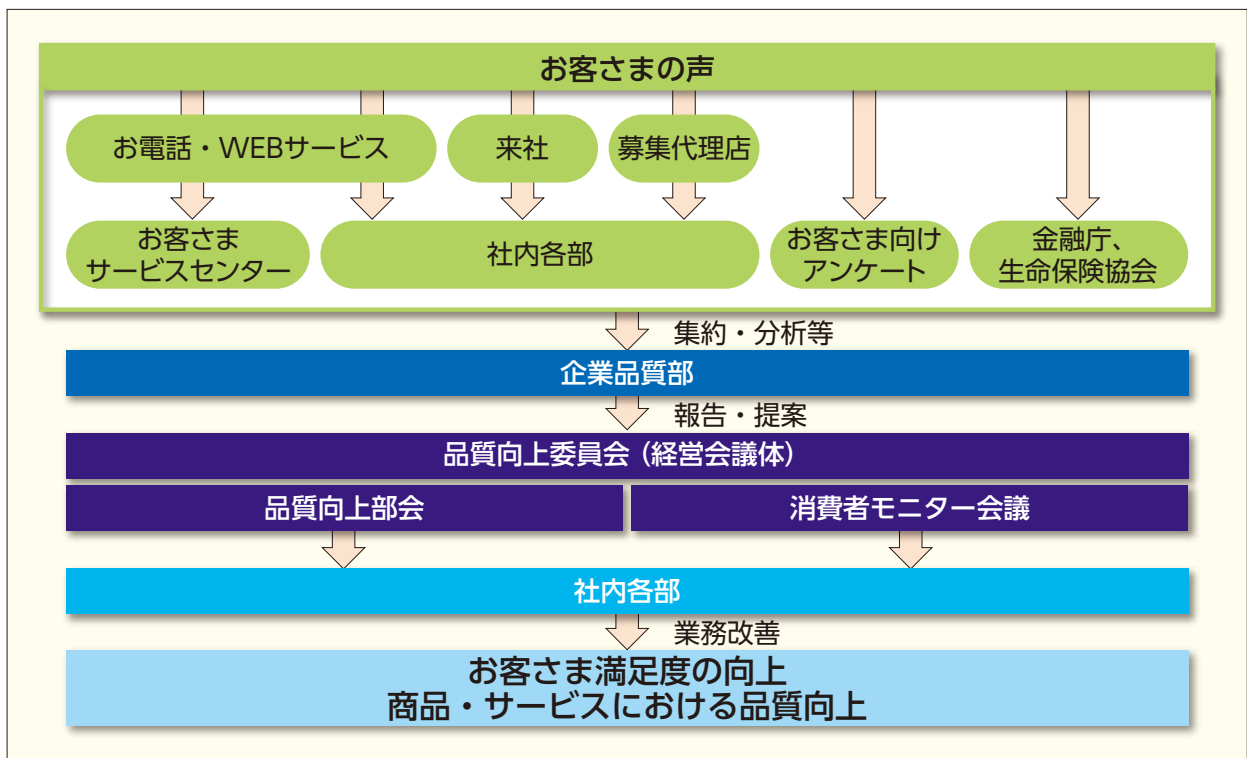 お客さまの声
お電話・WEBサービス
来社
募集代理店
お客さま
サービスセンター
社内各部
お客さま向け
アンケート
金融庁、
生命保険協会
集約・分析等
企業品質部
報告・提案
品質向上委員会（経営会議体）
品質向上部会
消費者モニター会議
社内各部
業務改善
お客さま満足度の向上
商品・サービスにおける品質向上